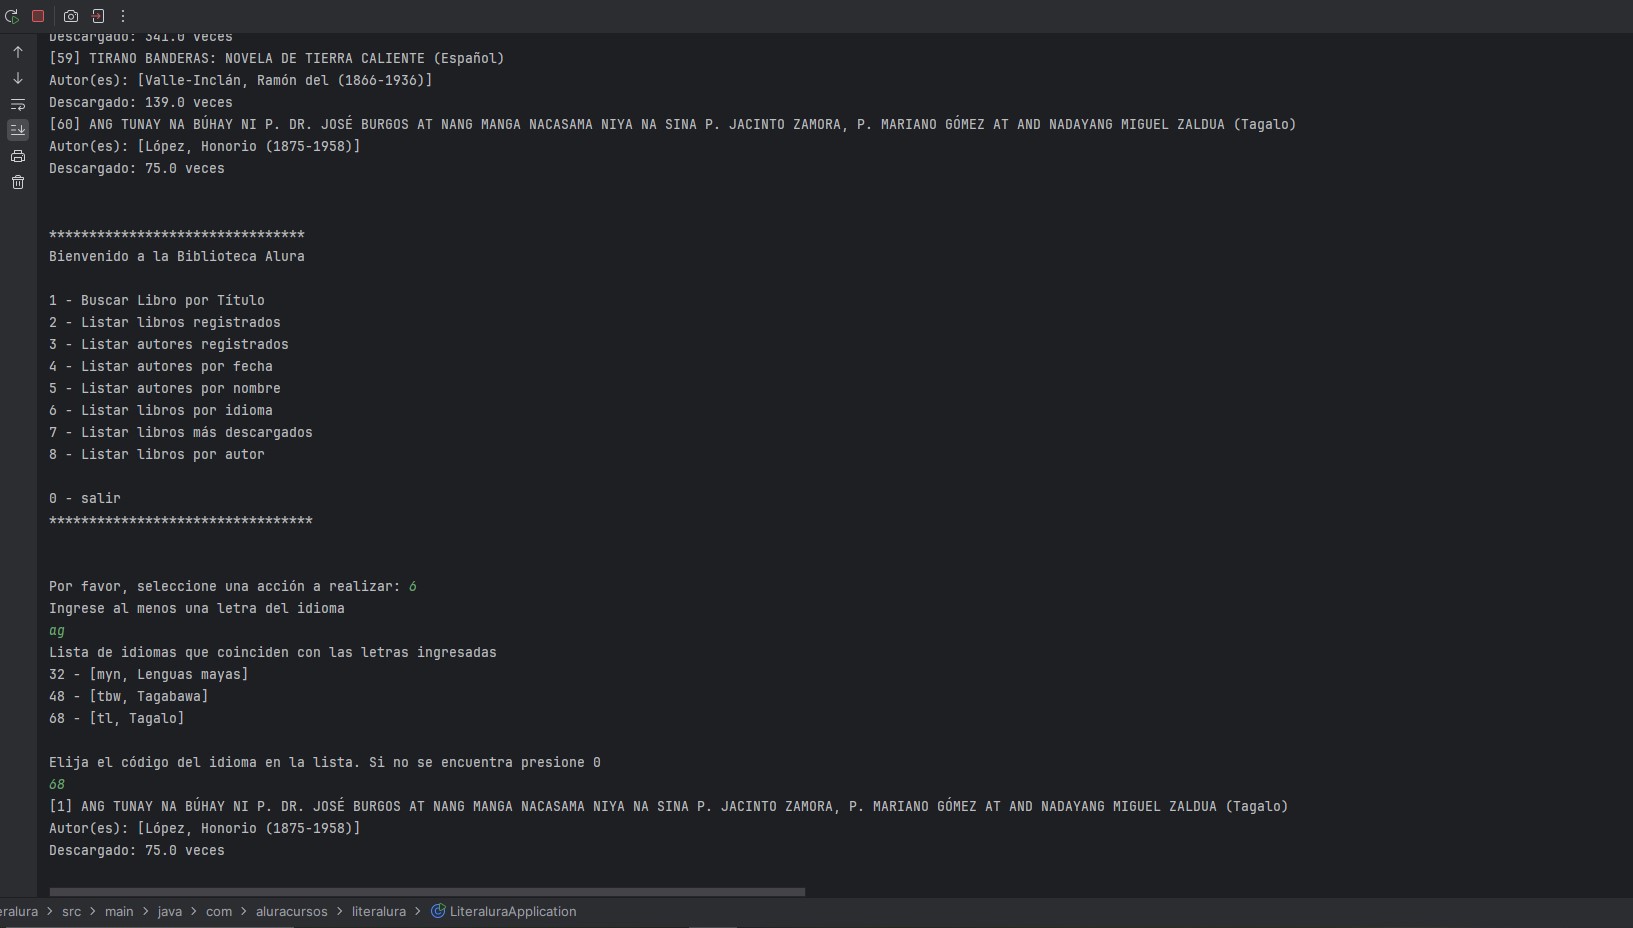 Descargado: 341.0 veces
[59] TIRANO BANDERAS: NOVELA DE TIERRA CALIENTE (Español)
Autor(es): [Valle-Inclán, Ramón del (1866-1936)]
Descargado: 139.0 veces
[60] ANG TUNAY NA BÚHAY NI P. DR. JOSÉ BURGOS AT NANG MANGA NACASAMA NIYA NA SINA P. JACINTO ZAMORA, P. MARIANO GÓMEZ AT AND NADAYANG MIGUEL ZALDUA (Tagalo)
Autor(es): [López, Honorio (1875-1958)]
Descargado: 75.0 veces
********************************
Bienvenido a la Biblioteca Alura
1 - Buscar Libro por Título
2 - Listar libros registrados
3 - Listar autores registrados
4 - Listar autores por fecha
5 - Listar autores por nombre
6 - Listar libros por idioma
7 - Listar libros más descargados
8 - Listar libros por autor
0 - salir
*********************************
Por favor, seleccione una acción a realizar: 6
Ingrese al menos una letra del idioma
ag
Lista de idiomas que coinciden con las letras ingresadas
32 - [myn, Lenguas mayas]
48 - [tbw, Tagabawa]
68 - [tl, Tagalo]
Elija el código del idioma en la lista. Si no se encuentra presione 0
68
[1] ANG TUNAY NA BÚHAY NI P. DR. JOSÉ BURGOS AT NANG MANGA NACASAMA NIYA NA SINA P. JACINTO ZAMORA, P. MARIANO GÓMEZ AT AND NADAYANG MIGUEL ZALDUA (Tagalo)
Autor(es): [López, Honorio (1875-1958)]
Descargado: 75.0 veces
eralura > src > main > java > com > aluracursos > literalura > LiteraluraApplication